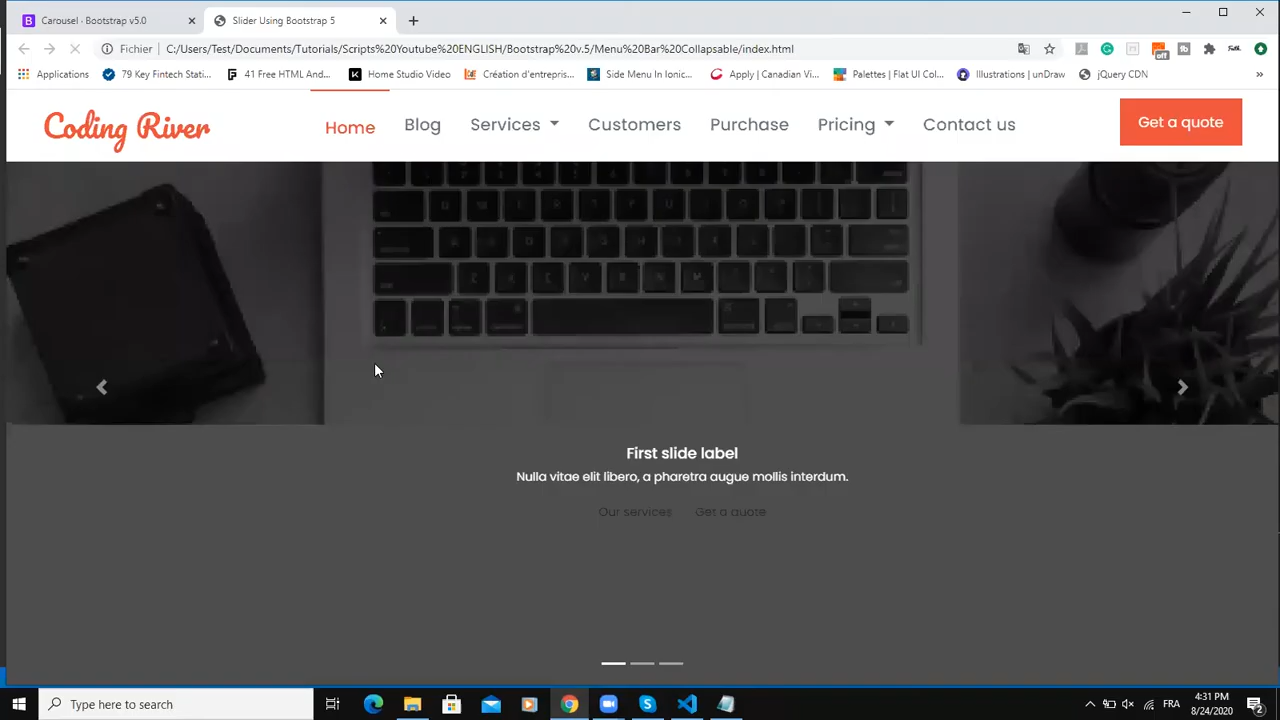 Carousel · Bootstrap v5.0
Slider Using Bootstrap 5
Fichier
C:/Users/Test/Documents/Tutorials/Scripts%20Youtube%20ENGLISH/Bootstrap%20v.5/Menu%20Bar%20Collapsable/index.html
off
Applications
79 Key Fintech Stati...
41 Free HTML And...
Home Studio Video
Création d'entrepris...
Side Menu In Ionic...
Apply | Canadian Vi...
Palettes | Flat UI Col...
Illustrations | unDraw
jQuery CDN
»
Coding River
Home
Blog
Services
Customers
Purchase
Pricing
Contact us
Get a quote
First slide label
Nulla vitae elit libero, a pharetra augue mollis interdum.
Our services
Get a quote
Type here to search
FRA
4:31 PM
8/24/2020
2